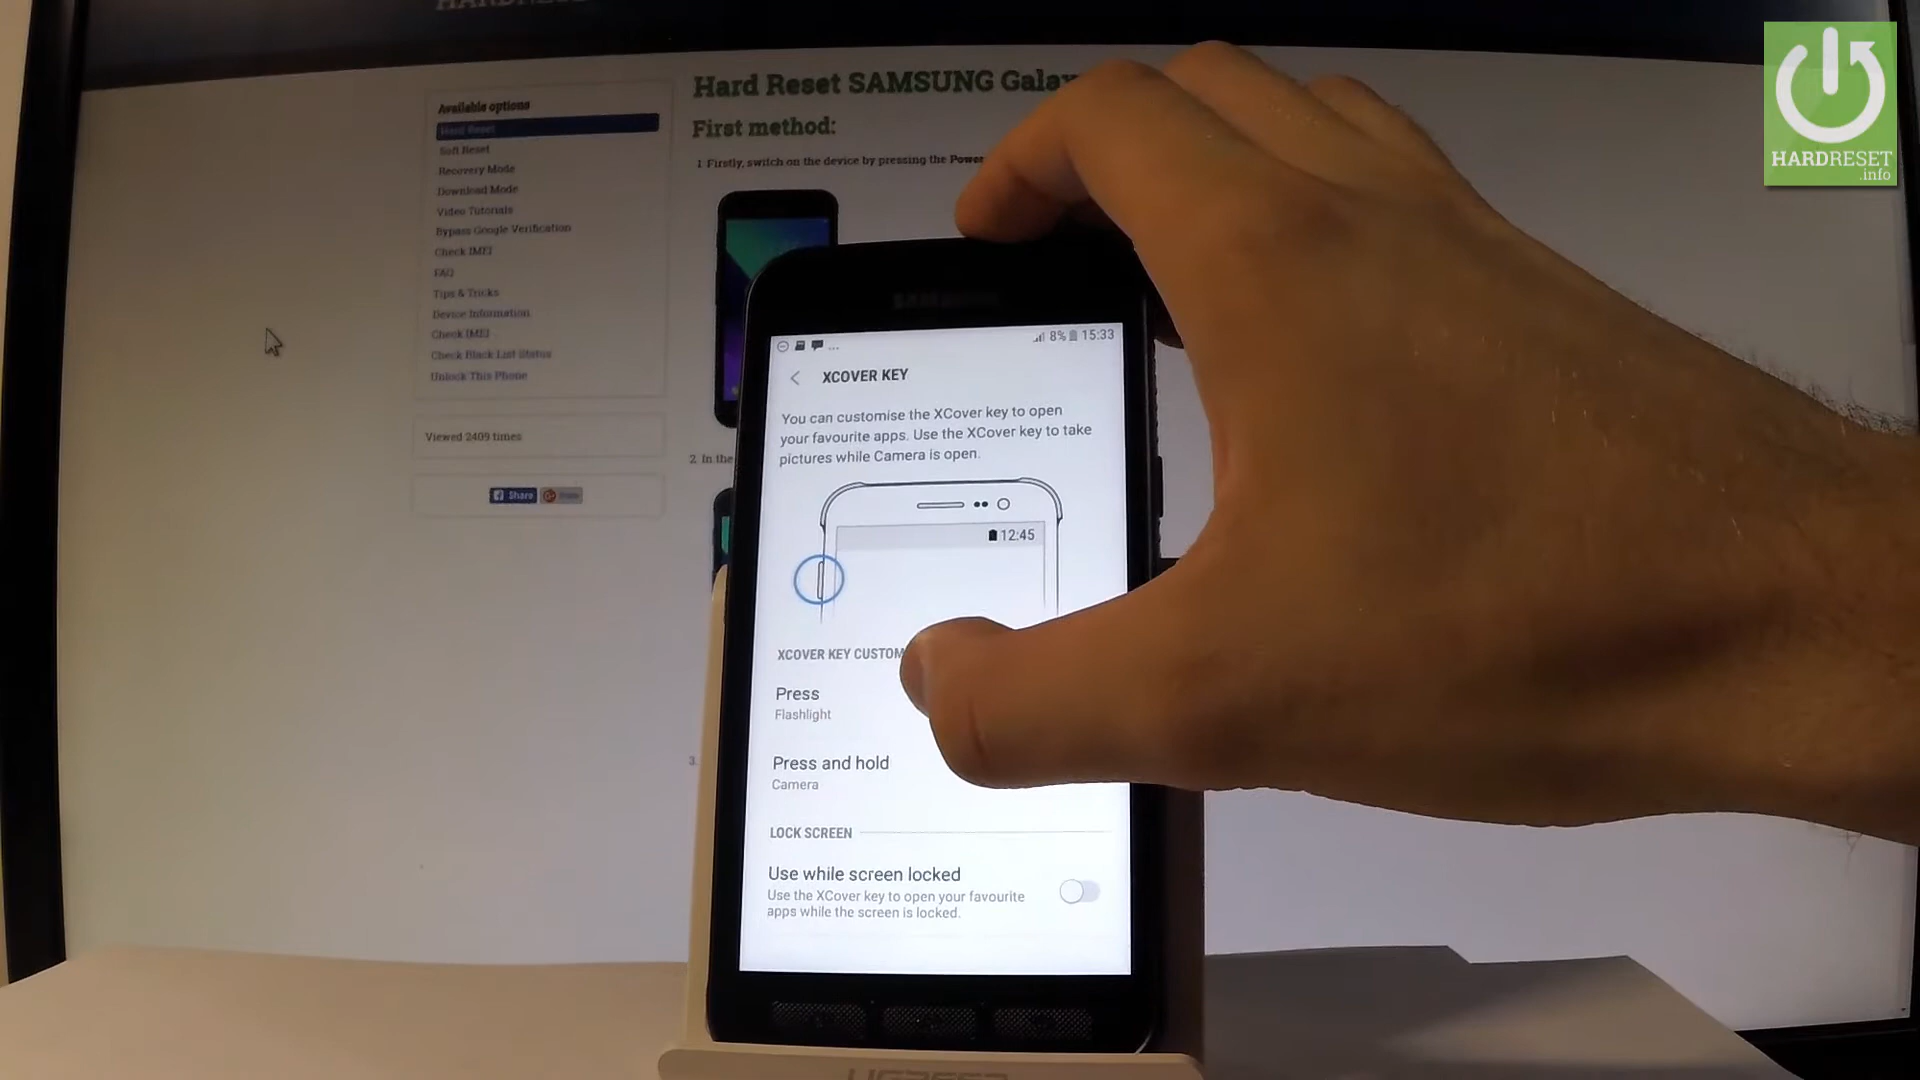 HARDRESET
.info
Hard Reset SAMSUNG
First method:
1. Firstly, switch on the device by pressing the Power
2. In the
3.
Available options
Hard Reset
Soft Reset
Recovery Mode
Download Mode
Video Tutorials
Bypass Google Verification
Check IMEI
FAQ
Tips & Tricks
Device Information
Check IMEI
Check Black List Status
Unlock This Phone
Viewed 2409 times
Share
SAMSUNG
8% 15:33
XCOVER KEY
You can customise the XCover key to open
your favourite apps. Use the XCover key to take
pictures while Camera is open.
12:45
XCOVER KEY
Press
Flashlight
Press and hold
Camera
LOCK SCREEN
Use while screen locked
Use the XCover key to open your favourite
apps while the screen is locked.